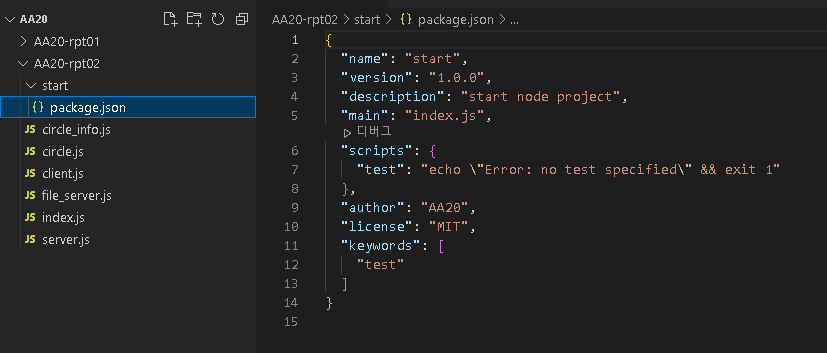 AA20
AA20-rpt01
AA20-rpt02
start
{} package.json
JS circle_info.js
JS circle.js
JS client.js
JS file_server.js
JS index.js
JS server.js
AA20-rpt02 > start > {} package.json > ...
1 {
2 "name": "start",
3 "version": "1.0.0",
4 "description": "start node project",
5 "main": "index.js",
디버그
6 "scripts": {
7 "test": "echo \"Error: no test specified\" && exit 1"
8 },
9 "author": "AA20",
10 "license": "MIT",
11 "keywords": [
12 "test"
13 ]
14 }
15